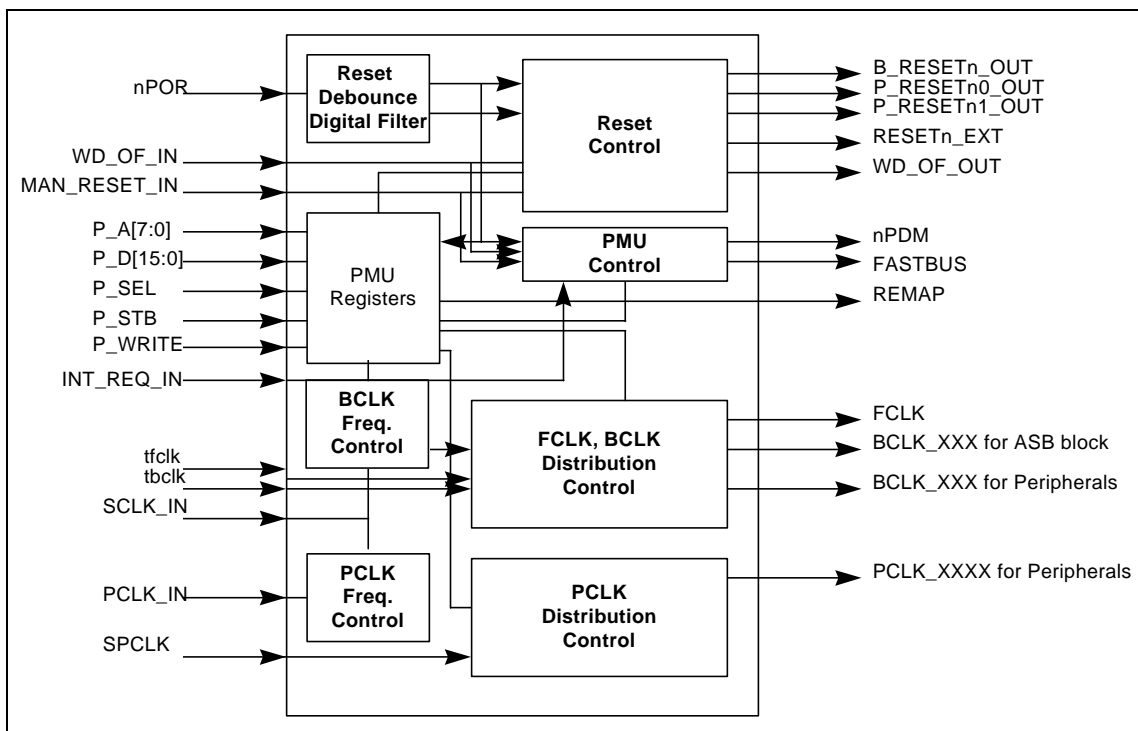 nPOR
WD_OF_IN
MAN_RESET_IN
P_A[7:0]
P_D[15:0]
P_SEL
P_STB
P_WRITE
INT_REQ_IN
tfclk
tbclk
SCLK_IN
PCLK_IN
SPCLK
Reset
Debounce
Digital Filter
Reset
Control
PMU
Registers
PMU
Control
BCLK
Freq.
Control
FCLK, BCLK
Distribution
Control
PCLK
Freq.
Control
PCLK
Distribution
Control
B_RESETn_OUT
P_RESETn0_OUT
P_RESETn1_OUT
RESETn_EXT
WD_OF_OUT
nPDM
FASTBUS
REMAP
FCLK
BCLK_XXX for ASB block
BCLK_XXX for Peripherals
PCLK_XXXX for Peripherals